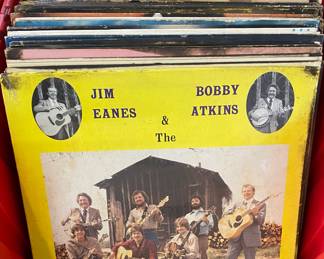 JIM BOBBY
EANES ATKINS
&
The